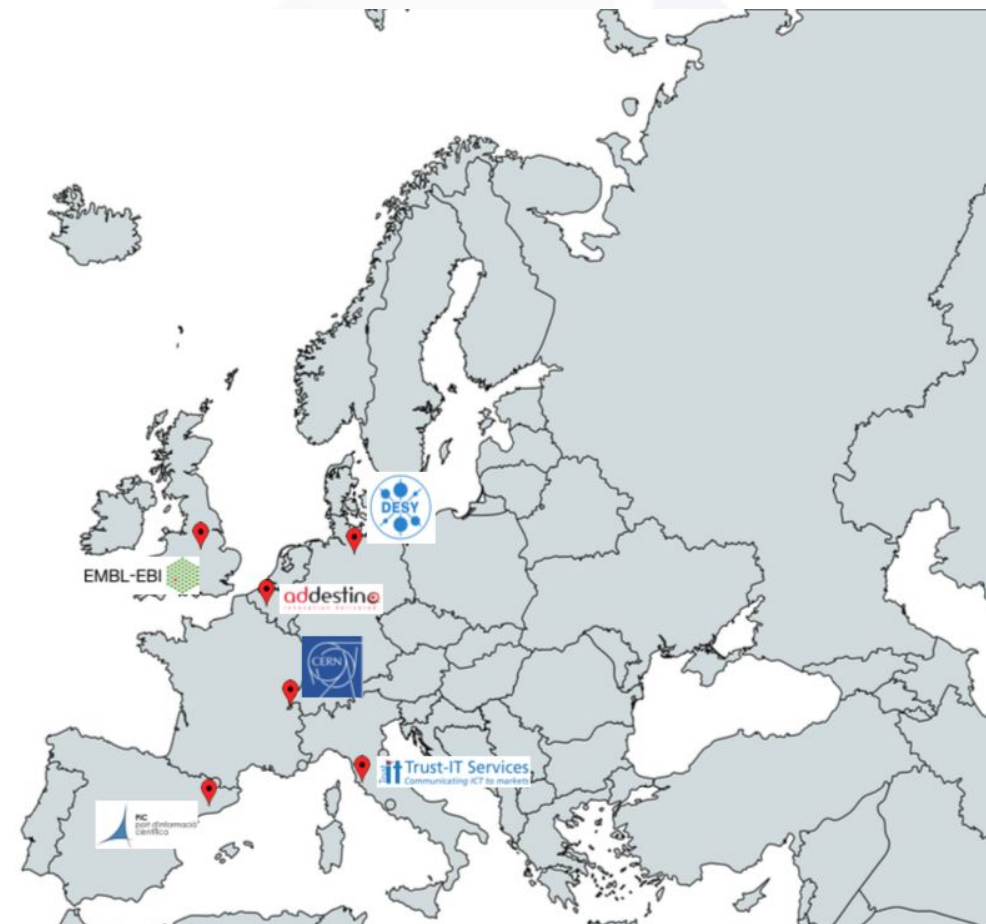 DESY
EMBL-EBI
addestino
innovation delivered
CERN
Trust-IT Services
Communicating ICT to markets
PIC
port d'informació
científica